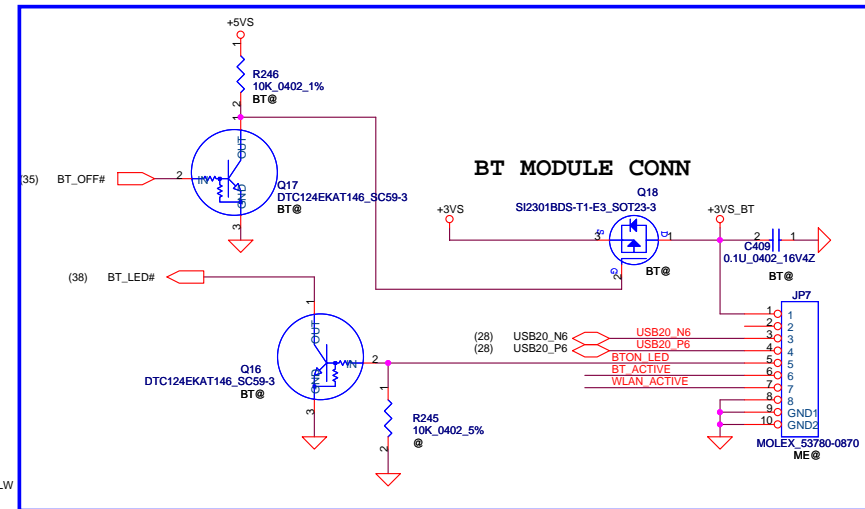 +5VS
1
R246
10K_0402_1%
BT@
2
1
OUT
(35) BT_OFF# 2 IN
Q17
DTC124EKAT146_SC59-3
BT@
GND
3
BT MODULE CONN
Q18
SI2301BDS-T1-E3_SOT23-3
+3VS
+3VS_BT
3 S D 1
G
2
BT@
2 1
C409
0.1U_0402_16V4Z
BT@
(38) BT_LED#
1
OUT
Q16
DTC124EKAT146_SC59-3
BT@
2 IN
GND
3
1
R245
10K_0402_5%
@
2
JP7
1 1
2 2
(28) USB20_N6 USB20_N6 3 3
(28) USB20_P6 USB20_P6 4 4
BTON_LED 5 5
BT_ACTIVE 6 6
WLAN_ACTIVE 7 7
8 8
9 GND1
10 GND2
MOLEX_53780-0870
ME@
LW